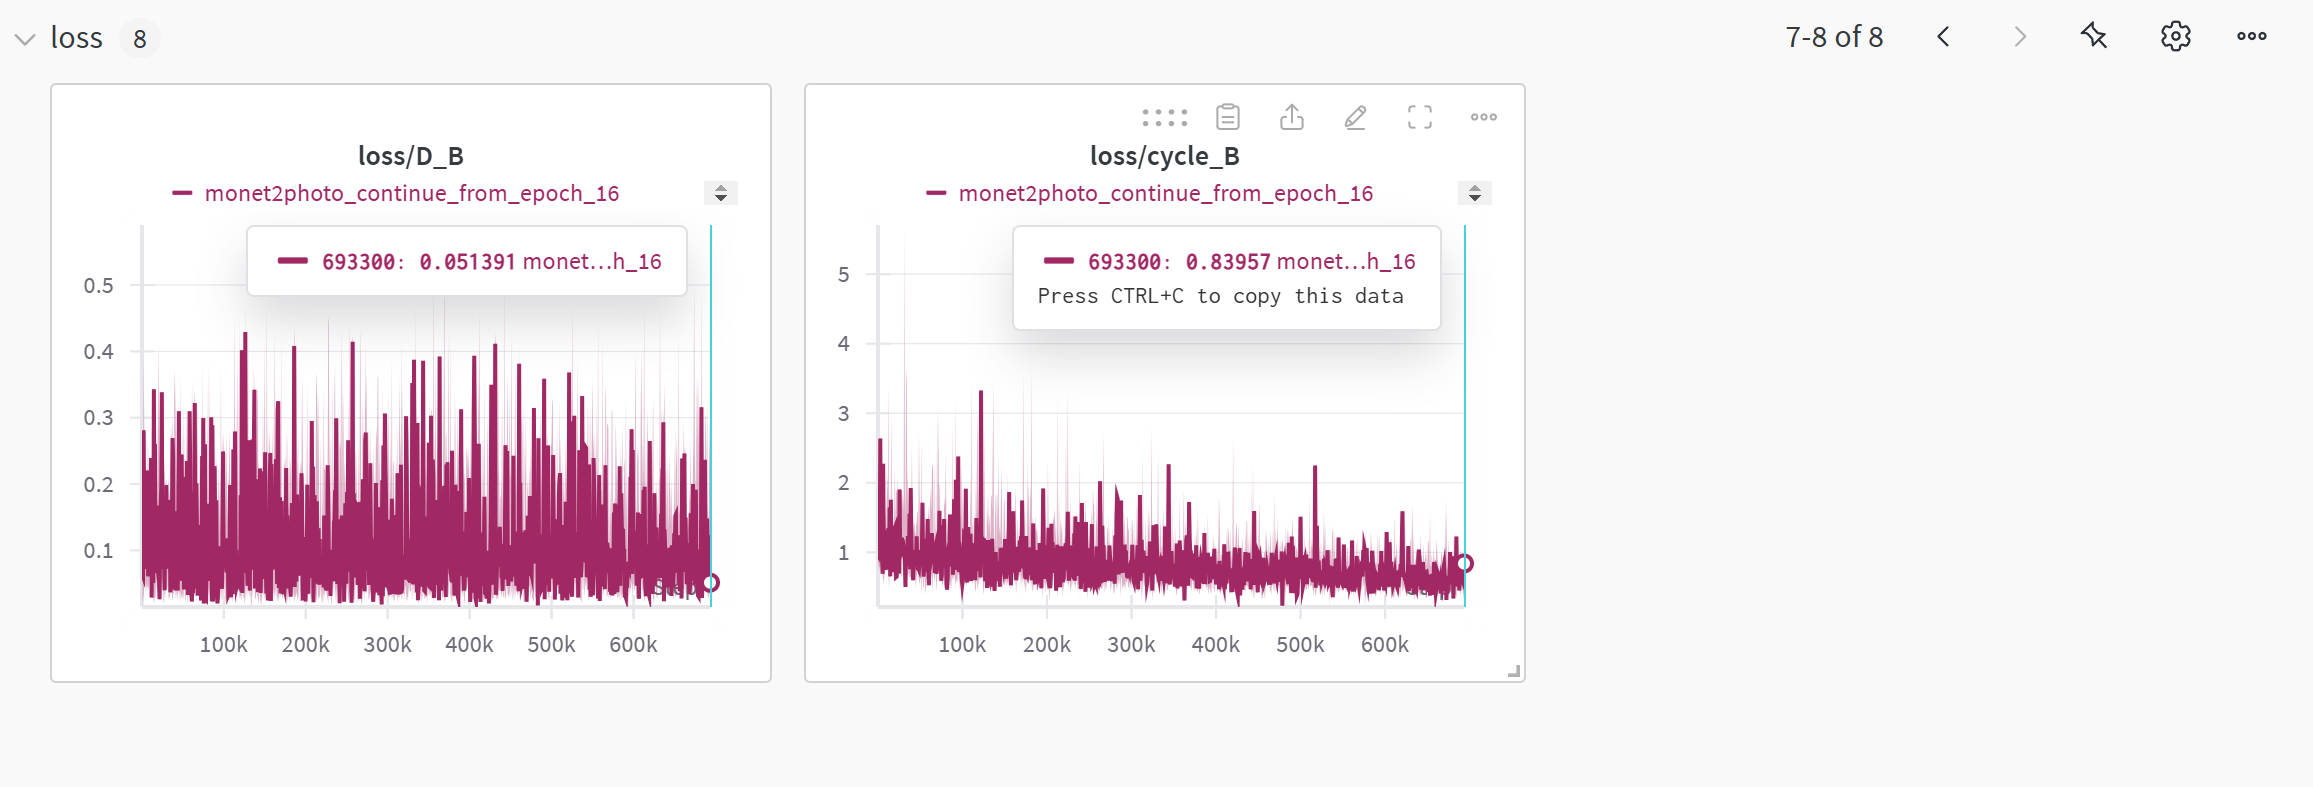 loss 8
7-8 of 8
loss/D_B
monet2photo_continue_from_epoch_16
693300: 0.051391 monet...h_16
0.5
0.4
0.3
0.2
0.1
Step
100k 200k 300k 400k 500k 600k
loss/cycle_B
monet2photo_continue_from_epoch_16
693300: 0.83957 monet...h_16
Press CTRL+C to copy this data
5
4
3
2
1
100k 200k 300k 400k 500k 600k